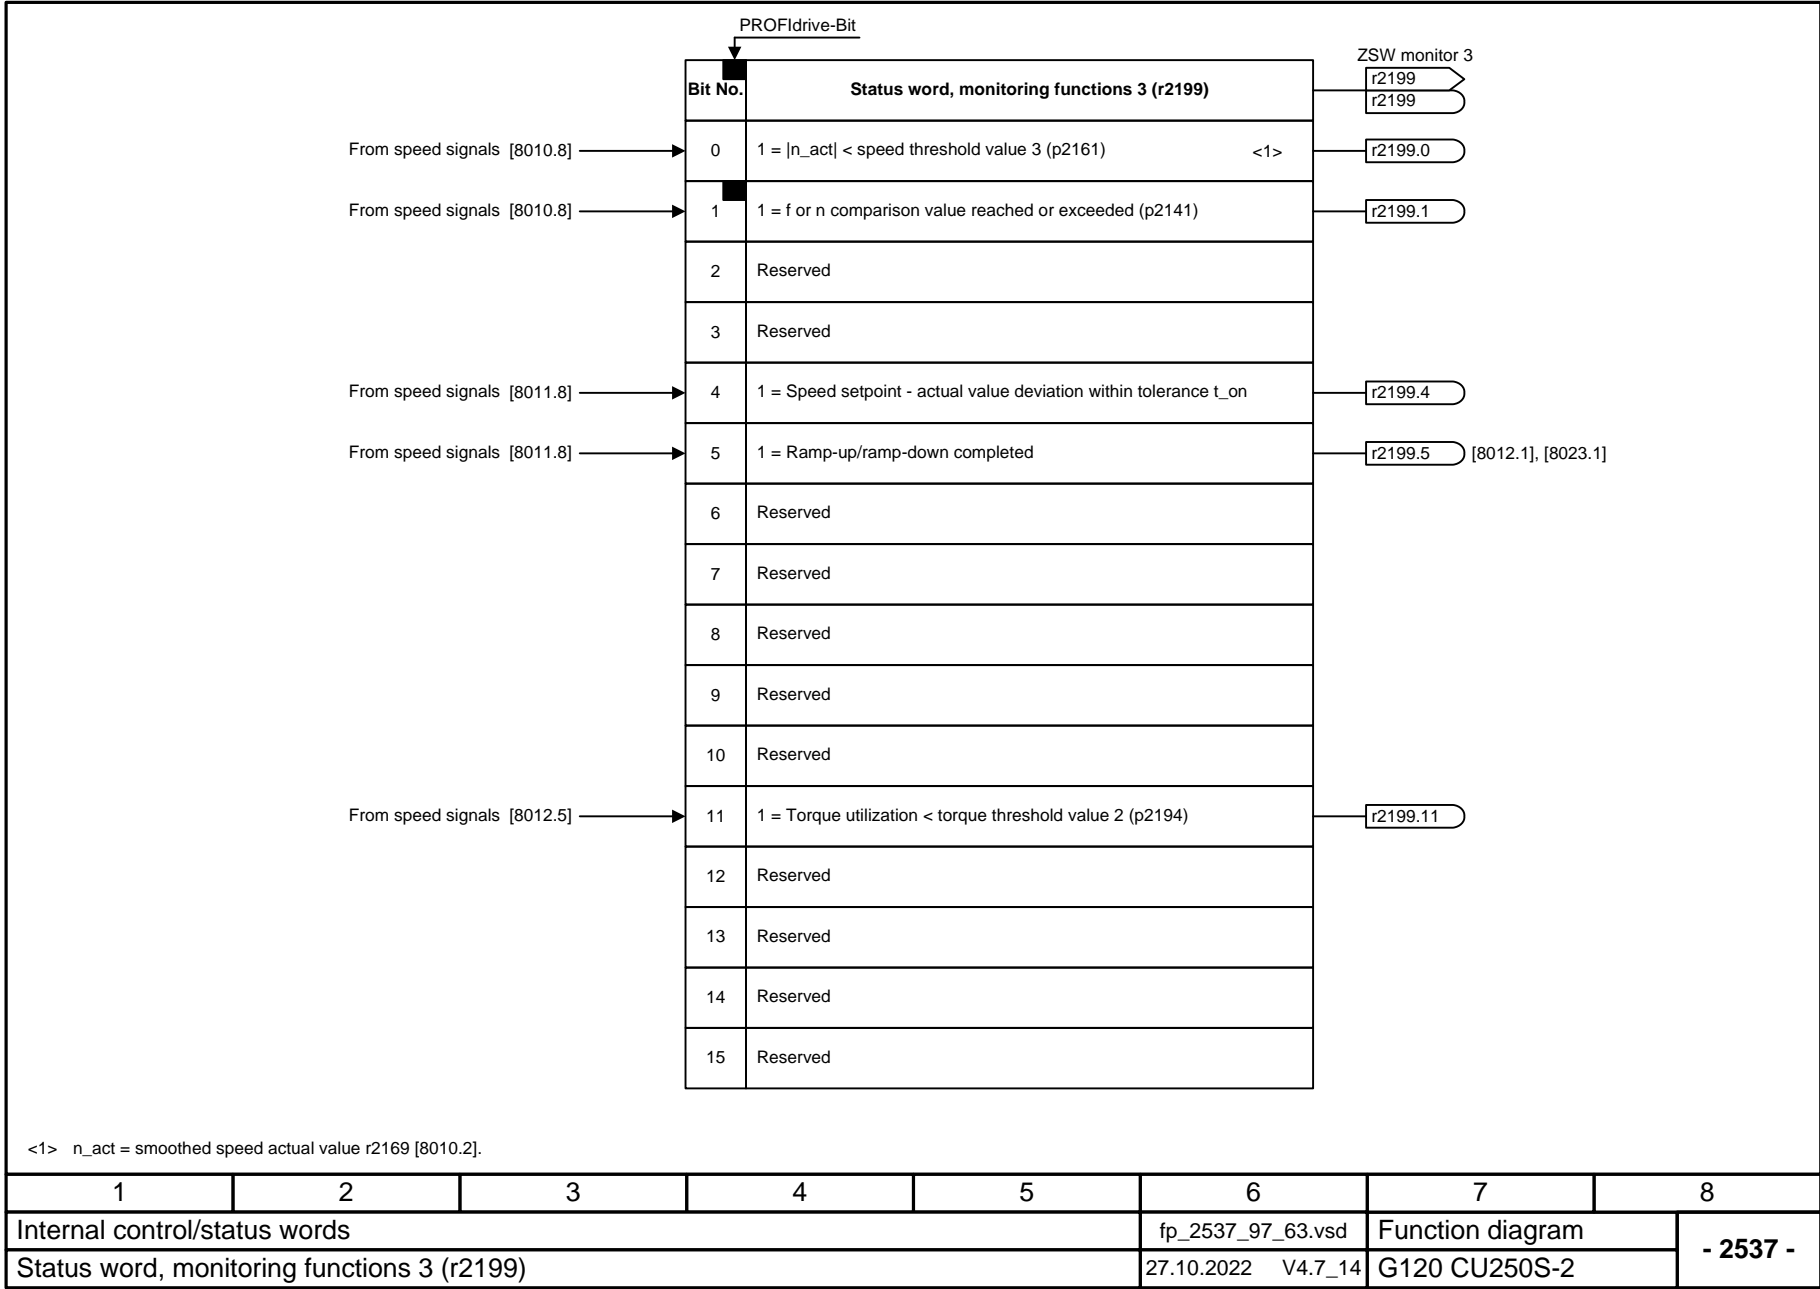 PROFIdrive-Bit
ZSW monitor 3
Bit No. Status word, monitoring functions 3 (r2199) r2199
r2199
From speed signals [8010.8] 0 1 = |n_act| < speed threshold value 3 (p2161) <1> r2199.0
From speed signals [8010.8] 1 1 = f or n comparison value reached or exceeded (p2141) r2199.1
2 Reserved
3 Reserved
From speed signals [8011.8] 4 1 = Speed setpoint - actual value deviation within tolerance t_on r2199.4
From speed signals [8011.8] 5 1 = Ramp-up/ramp-down completed r2199.5 [8012.1], [8023.1]
6 Reserved
7 Reserved
8 Reserved
9 Reserved
10 Reserved
From speed signals [8012.5] 11 1 = Torque utilization < torque threshold value 2 (p2194) r2199.11
12 Reserved
13 Reserved
14 Reserved
15 Reserved
<1> n_act = smoothed speed actual value r2169 [8010.2].
1 2 3 4 5 6 7 8
Internal control/status words fp_2537_97_63.vsd Function diagram - 2537 -
Status word, monitoring functions 3 (r2199) 27.10.2022 V4.7_14 G120 CU250S-2